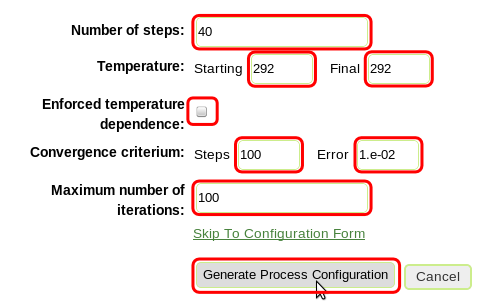 Number of steps: 40
Temperature: Starting 292 Final 292
Enforced temperature
dependence:
Convergence criterium: Steps 100 Error 1.e-02
Maximum number of
iterations: 100
Skip To Configuration Form
Generate Process Configuration Cancel